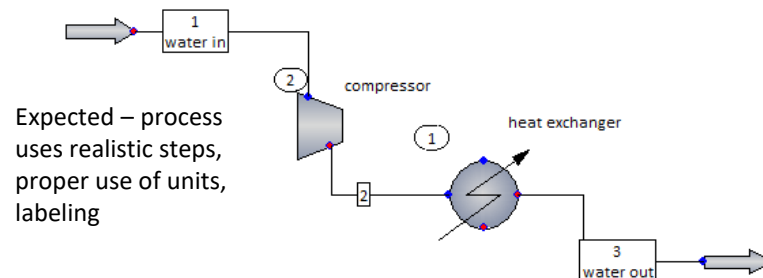 1
water in
2
compressor
Expected – process
uses realistic steps,
proper use of units,
labeling
1
heat exchanger
2
3
water out